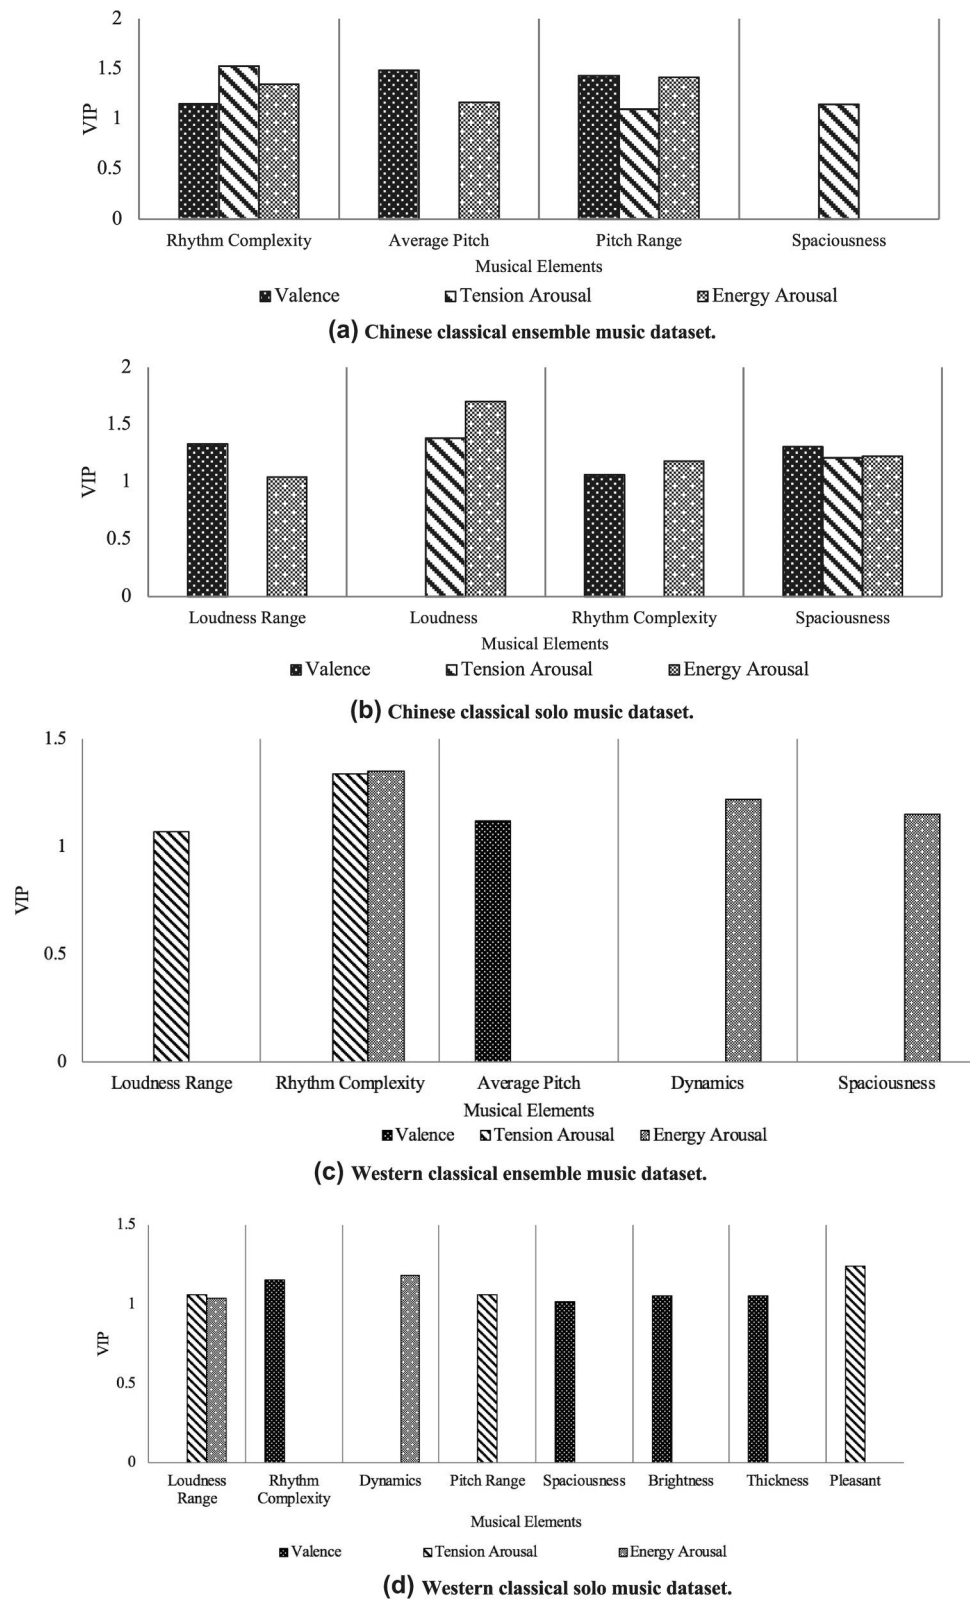 2
1.5
1
0.5
0
VIP
Rhythm Complexity Average Pitch Pitch Range Spaciousness
Musical Elements
Valence Tension Arousal Energy Arousal
(a) Chinese classical ensemble music dataset.
2
1.5
1
0.5
0
VIP
Loudness Range Loudness Rhythm Complexity Spaciousness
Musical Elements
Valence Tension Arousal Energy Arousal
(b) Chinese classical solo music dataset.
1.5
1
0.5
0
VIP
Loudness Range Rhythm Complexity Average Pitch Dynamics Spaciousness
Musical Elements
Valence Tension Arousal Energy Arousal
(c) Western classical ensemble music dataset.
1.5
1
0.5
0
VIP
Loudness Range Rhythm Complexity Dynamics Pitch Range Spaciousness Brightness Thickness Pleasant
Musical Elements
Valence Tension Arousal Energy Arousal
(d) Western classical solo music dataset.